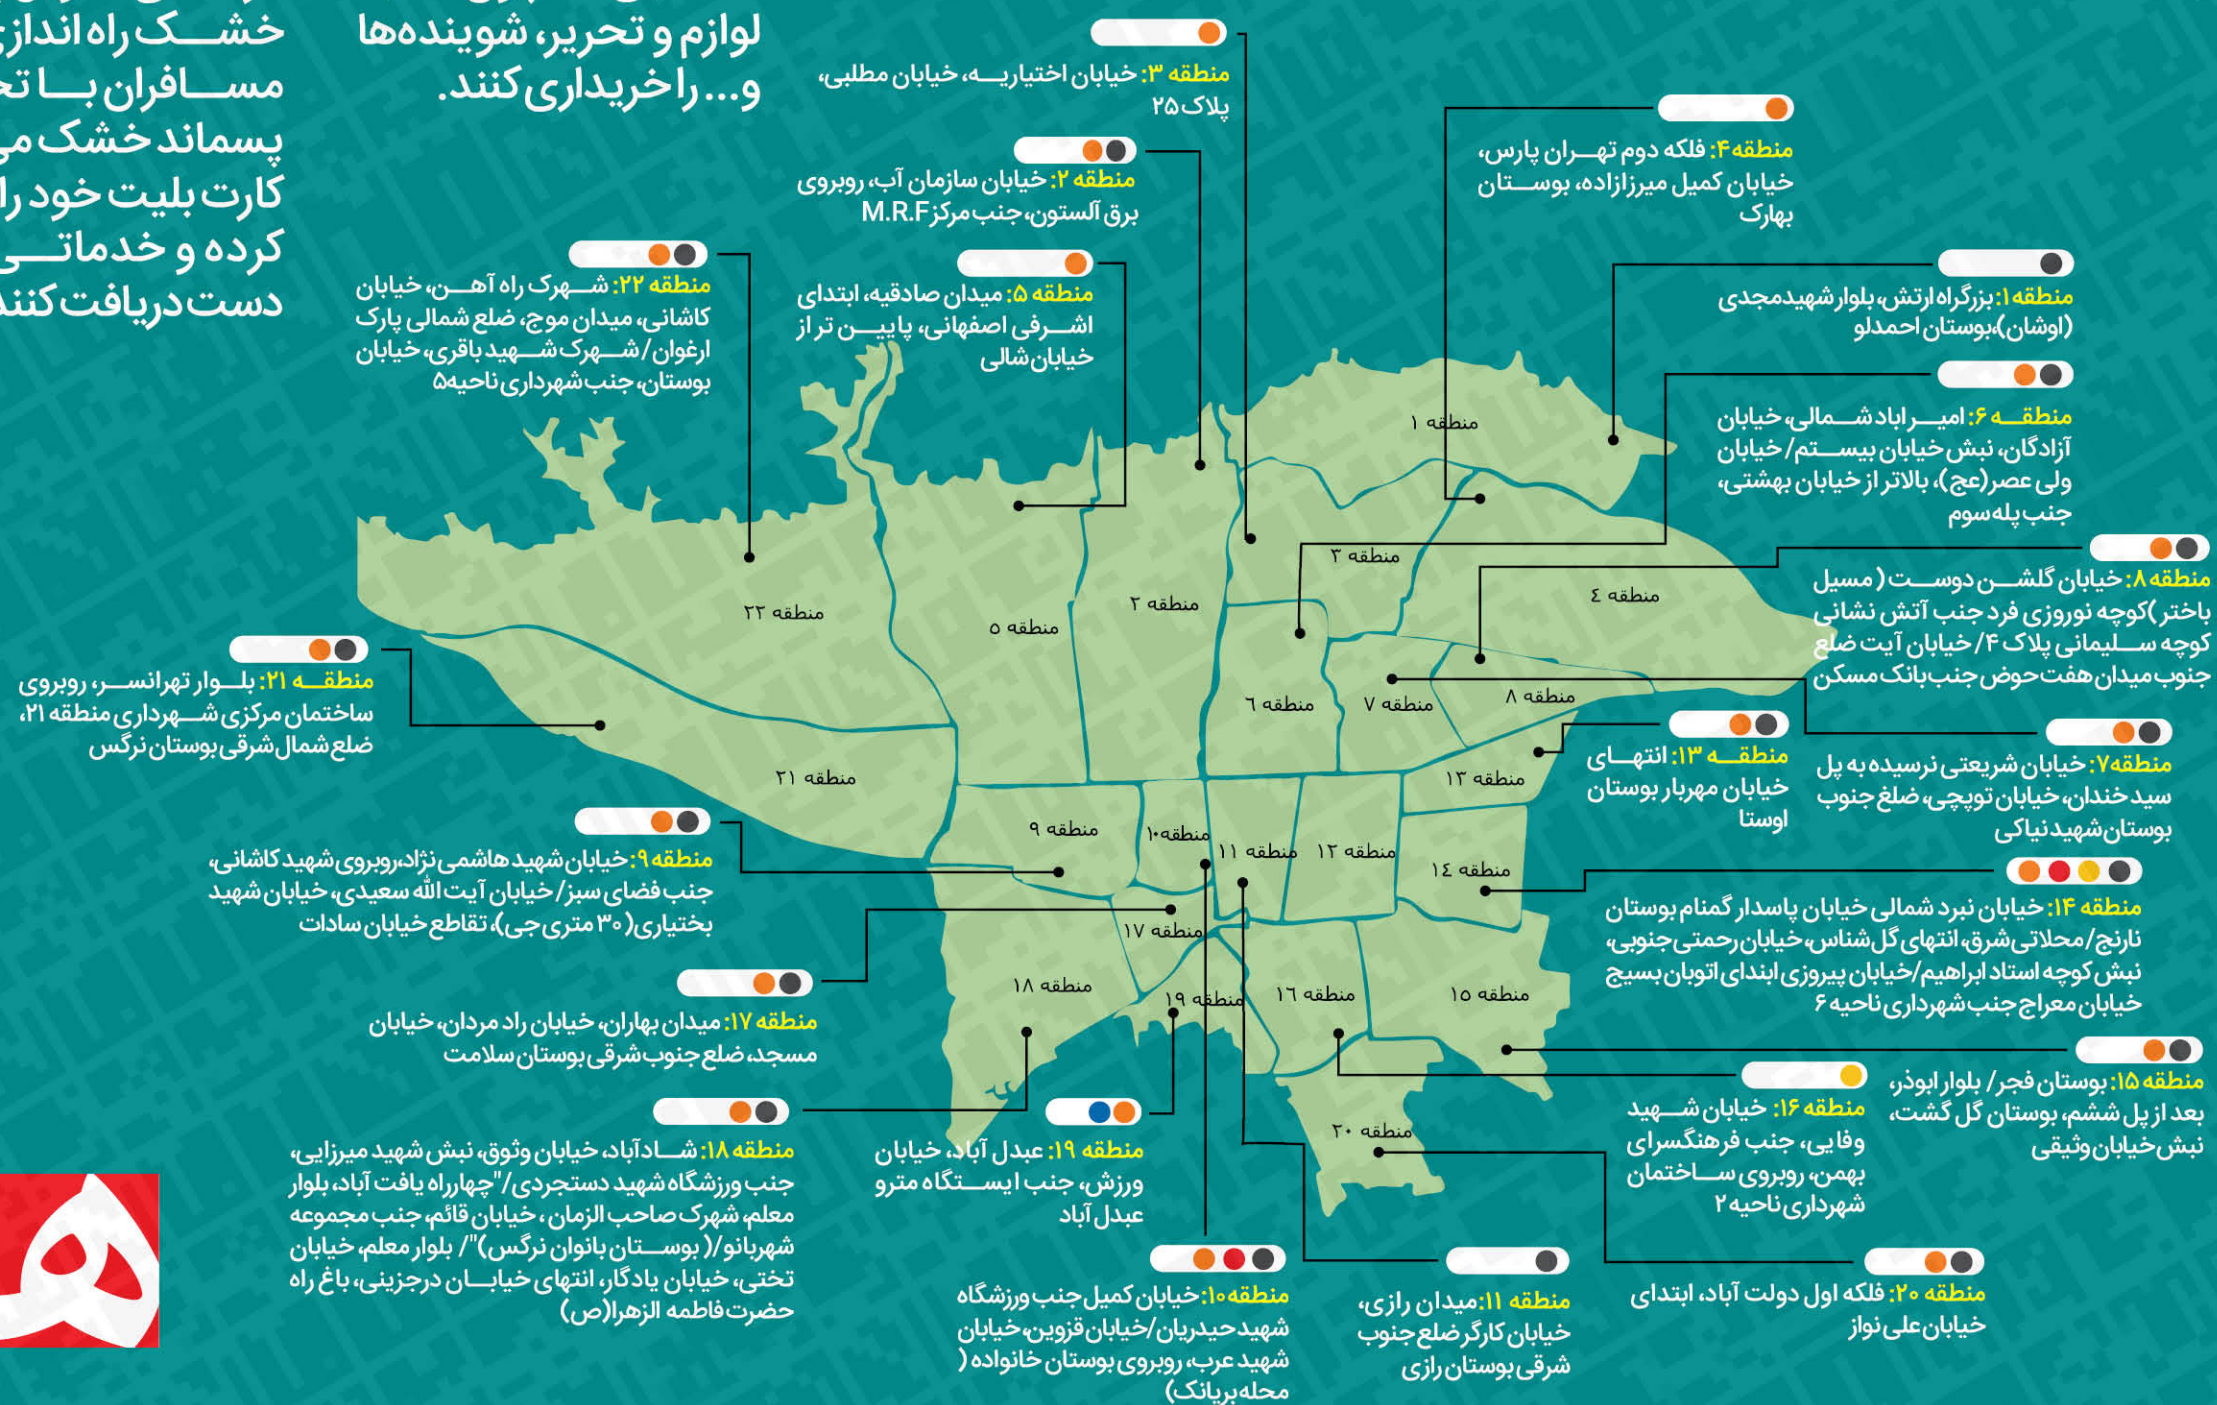 خشک راه اندازی
مسافران با
پسماند خشک
کارت بلیت خود را
کرده و خدماتی
دست دریافت کنند
لوازم و تحریر، شوینده‌ها
و... را خریداری کنند.
منطقه ۳: خیابان اختیاریه، خیابان مطلبی،
پلاک ۲۵
منطقه ۲: خیابان سازمان آب، روبروی
برق آلستون، جنب مرکز M.R.F
منطقه ۵: میدان صادقیه، ابتدای
اشرفی اصفهانی، پایین تر از
خیابان شالی
منطقه ۲۲: شهرک راه آهن، خیابان
کاشانی، میدان موج، ضلع شمالی پارک
ارغوان/ شهرک شهید باقری، خیابان
بوستان، جنب شهرداری ناحیه ۵
منطقه ۴: فلکه دوم تهران پارس،
خیابان کمیل میرزازاده، بوستان
بهارک
منطقه ۱: بزرگراه ارتش، بلوار شهید مجدی
(اوشان)، بوستان احمدلو
منطقه ۶: امیر اباد شمالی، خیابان
آزادگان، نبش خیابان بیستم/ خیابان
ولی عصر(عج)، بالاتر از خیابان بهشتی،
جنب پله سوم
منطقه ۸: خیابان گلشن دوست ( مسیل
باختر ) کوچه نوروزی فرد جنب آتش نشانی
کوچه سلیمانی پلاک ۴/ خیابان آیت ضلع
جنوب میدان هفت حوض جنب بانک مسکن
منطقه ۷: خیابان شریعتی نرسیده به پل
سید خندان، خیابان توپچی، ضلغ جنوب
بوستان شهید نیاکی
منطقه ۱۳: انتهای
خیابان مهربار بوستان
اوستا
منطقه ۱۴: خیابان نبرد شمالی خیابان پاسدار گمنام بوستان
نارنج/ محلاتی شرق، انتهای گل شناس، خیابان رحمتی جنوبی،
نبش کوچه استاد ابراهیم/ خیابان پیروزی ابتدای اتوبان بسیج
خیابان معراج جنب شهرداری ناحیه ۶
منطقه ۱۵: بوستان فجر/ بلوار ابوذر،
بعد از پل ششم، بوستان گل گشت،
نبش خیابان وثیقی
منطقه ۱۶: خیابان شهید
وفایی، جنب فرهنگسرای
بهمن، روبروی ساختمان
شهرداری ناحیه ۲
منطقه ۲۰: فلکه اول دولت آباد، ابتدای
خیابان علی نواز
منطقه ۱۱: میدان رازی،
خیابان کارگر ضلع جنوب
شرقی بوستان رازی
منطقه ۱۰: خیابان کمیل جنب ورزشگاه
شهید حیدریان/ خیابان قزوین، خیابان
شهید عرب، روبروی بوستان خانواده (
محله بریانک)
منطقه ۱۹: عبدل آباد، خیابان
ورزش، جنب ایستگاه مترو
عبدل آباد
منطقه ۱۸: شادآباد، خیابان وثوق، نبش شهید میرزایی،
جنب ورزشگاه شهید دستجردی/"چهارراه یافت آباد، بلوار
معلم، شهرک صاحب الزمان ، خیابان قائم، جنب مجموعه
شهربانو/( بوستان بانوان نرگس)"/ بلوار معلم، خیابان
تختی، خیابان یادگار، انتهای خیابان درجزینی، باغ راه
حضرت فاطمه الزهرا(ص)
منطقه ۱۷: میدان بهاران، خیابان راد مردان، خیابان
مسجد، ضلع جنوب شرقی بوستان سلامت
منطقه ۹: خیابان شهید هاشمی نژاد، روبروی شهید کاشانی،
جنب فضای سبز/ خیابان آیت الله سعیدی، خیابان شهید
بختیاری( ۳۰ متری جی)، تقاطع خیابان سادات
منطقه ۲۱: بلوار تهرانسر، روبروی
ساختمان مرکزی شهرداری منطقه ۲۱،
ضلع شمال شرقی بوستان نرگس
منطقه ۱
منطقه ۳
منطقه ٤
منطقه ۲
منطقه ۲۲
منطقه ٥
منطقه ٦
منطقه ۷
منطقه ۸
منطقه ۲۱
منطقه ۱۳
منطقه ۹
منطقه ۱۰
منطقه ۱۱
منطقه ۱۲
منطقه ۱٤
منطقه ۱۷
منطقه ۱۸
منطقه ۱۹
منطقه ۱٦
منطقه ۱٥
منطقه ۲۰